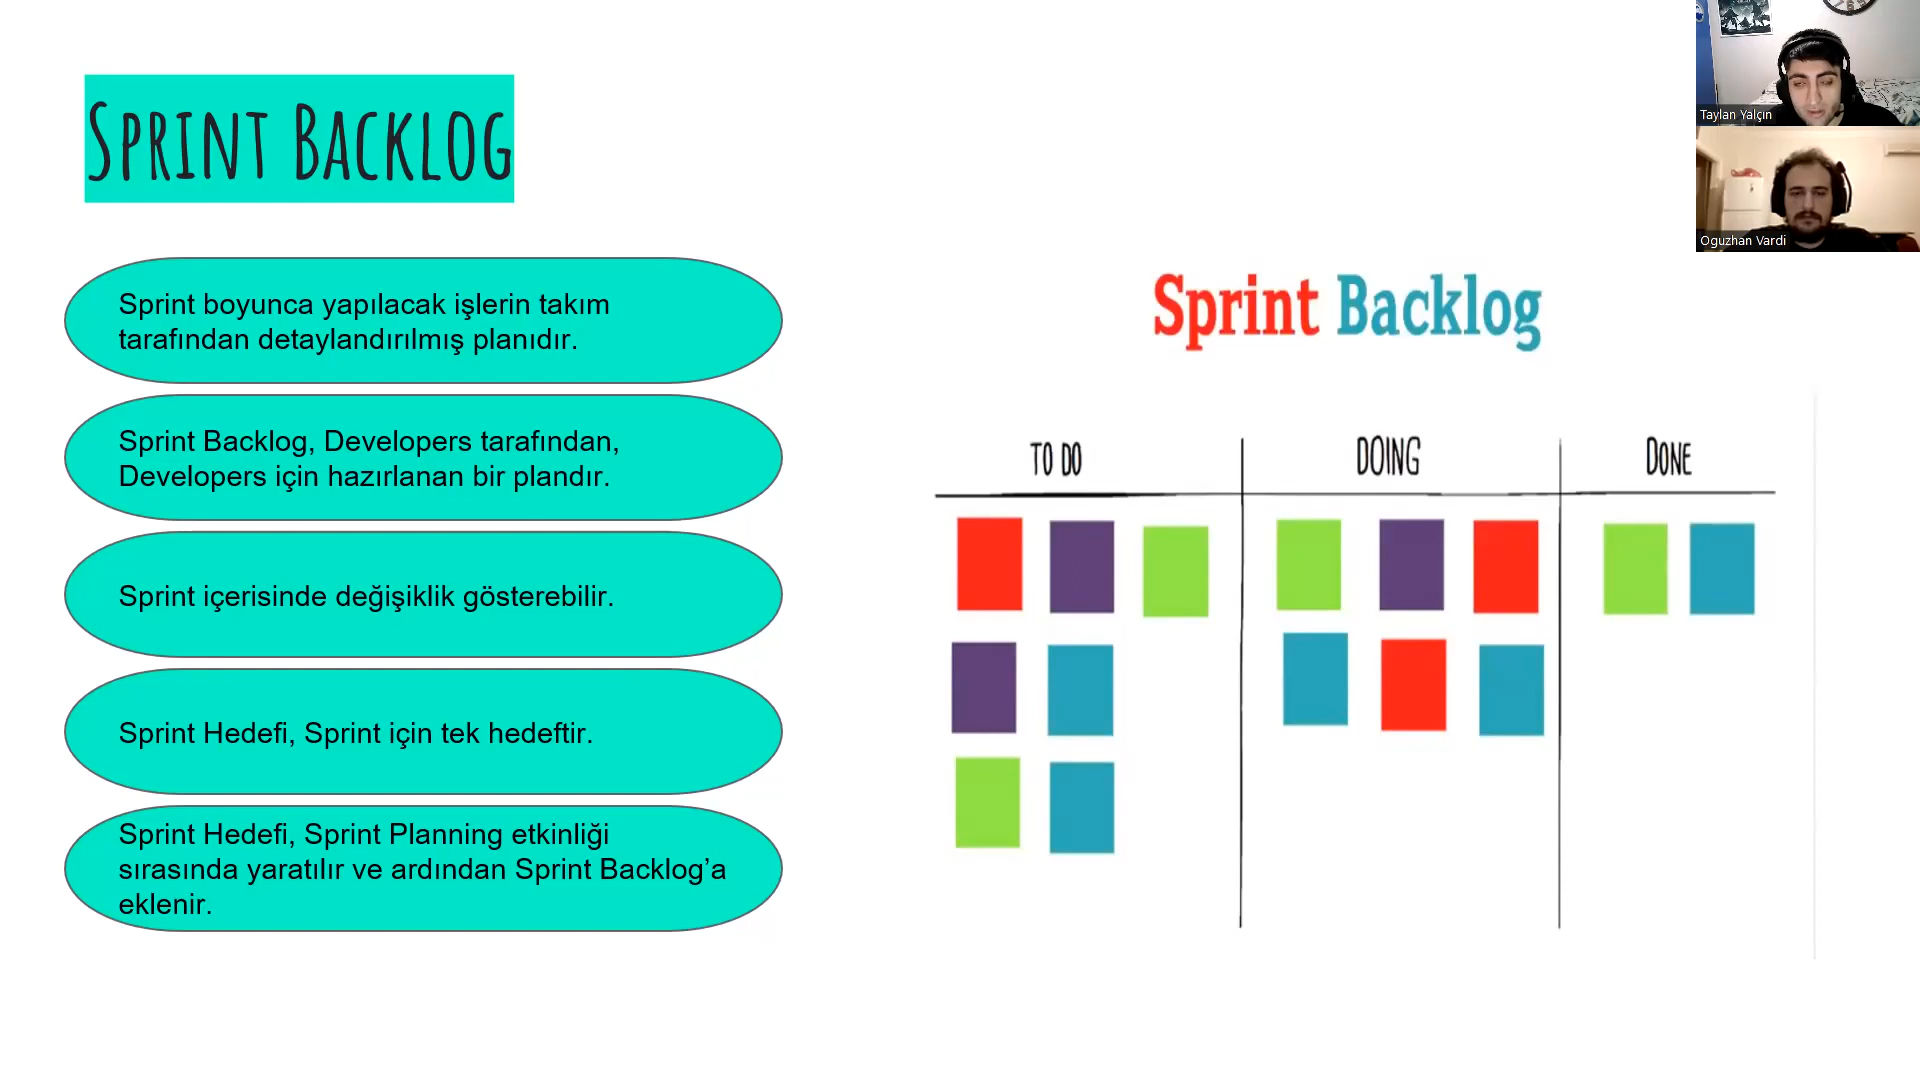 Sprint Backlog
Sprint boyunca yapılacak işlerin takım
tarafından detaylandırılmış planıdır.
Sprint Backlog, Developers tarafından,
Developers için hazırlanan bir plandır.
Sprint içerisinde değişiklik gösterebilir.
Sprint Hedefi, Sprint için tek hedeftir.
Sprint Hedefi, Sprint Planning etkinliği
sırasında yaratılır ve ardından Sprint Backlog’a
eklenir.
Sprint Backlog
TO DO
DOING
DONE
Taylan Yalçın
Oguzhan Vardi